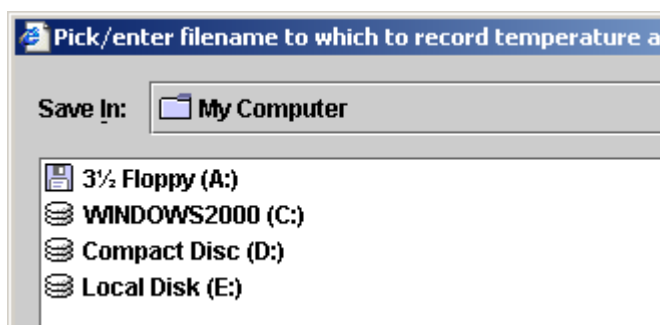 Pick/enter filename to which to record temperature a
Save In: My Computer
3½ Floppy (A:)
WINDOWS2000 (C:)
Compact Disc (D:)
Local Disk (E:)